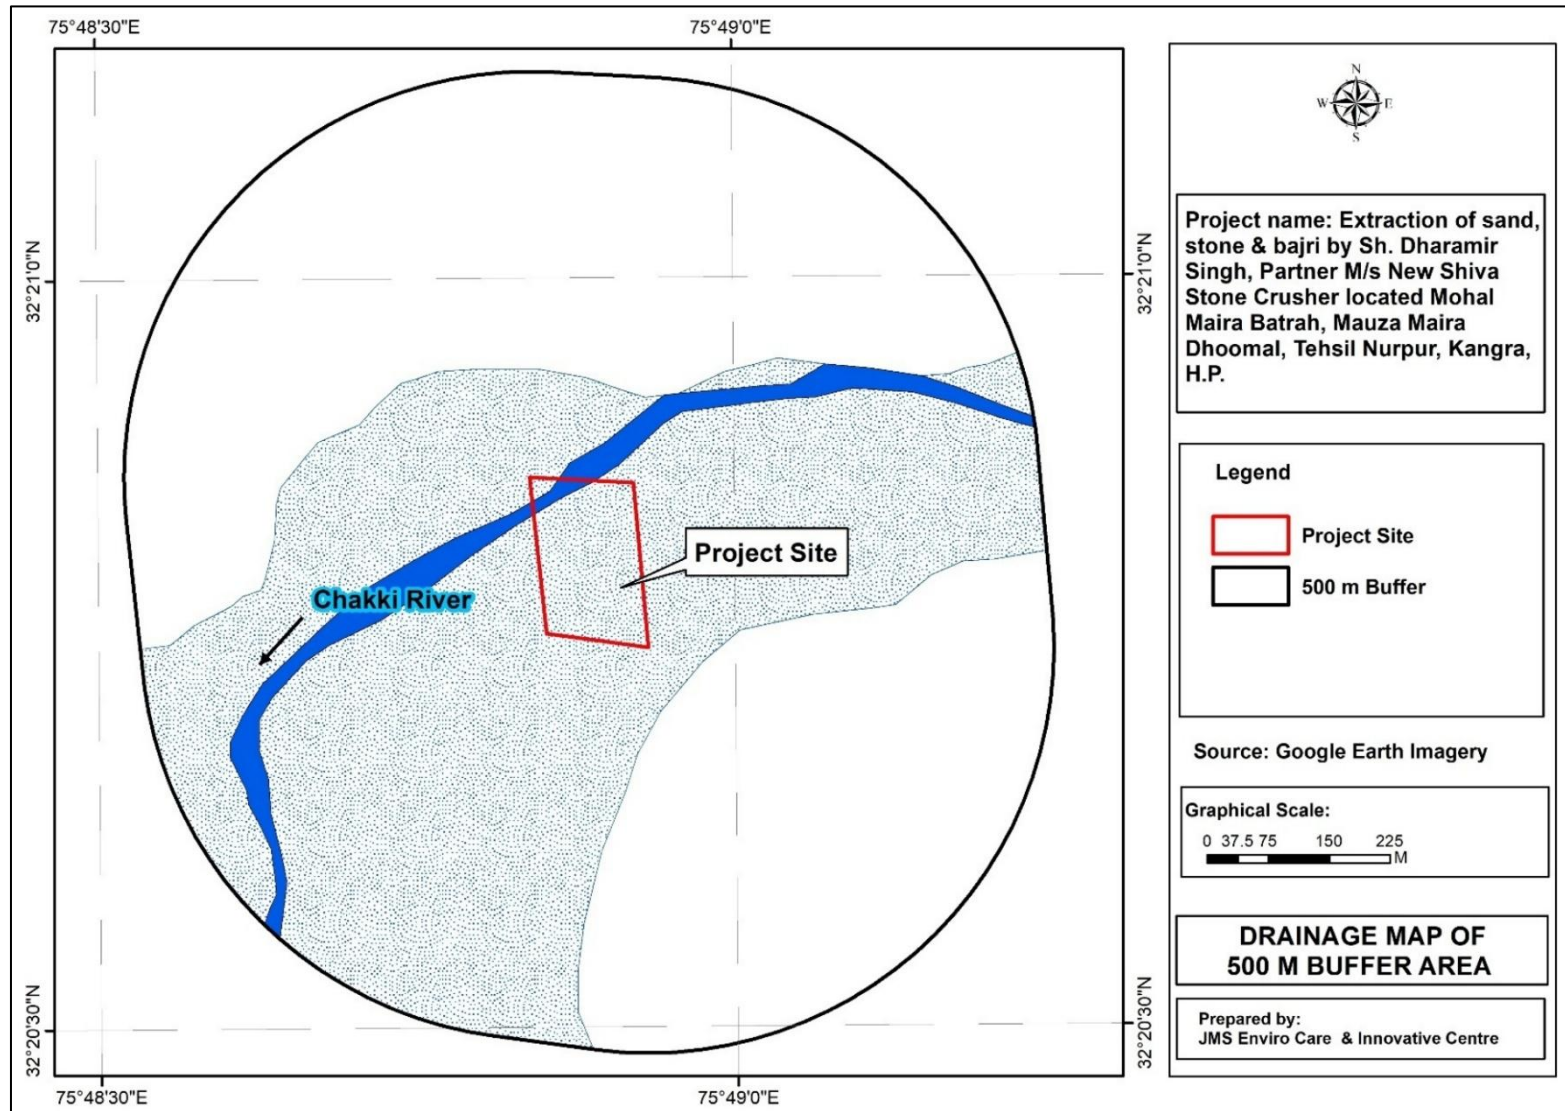 75°48'30"E
75°49'0"E
32°21'0"N
32°21'0"N
Project Site
Chakki River
32°20'30"N
32°20'30"N
75°48'30"E
75°49'0"E
N
W
E
S
Project name: Extraction of sand,
stone & bajri by Sh. Dharamir
Singh, Partner M/s New Shiva
Stone Crusher located Mohal
Maira Batrah, Mauza Maira
Dhoomal, Tehsil Nurpur, Kangra,
H.P.
Legend
Project Site
500 m Buffer
Source: Google Earth Imagery
Graphical Scale:
0 37.5 75 150 225
M
DRAINAGE MAP OF
500 M BUFFER AREA
Prepared by:
JMS Enviro Care & Innovative Centre